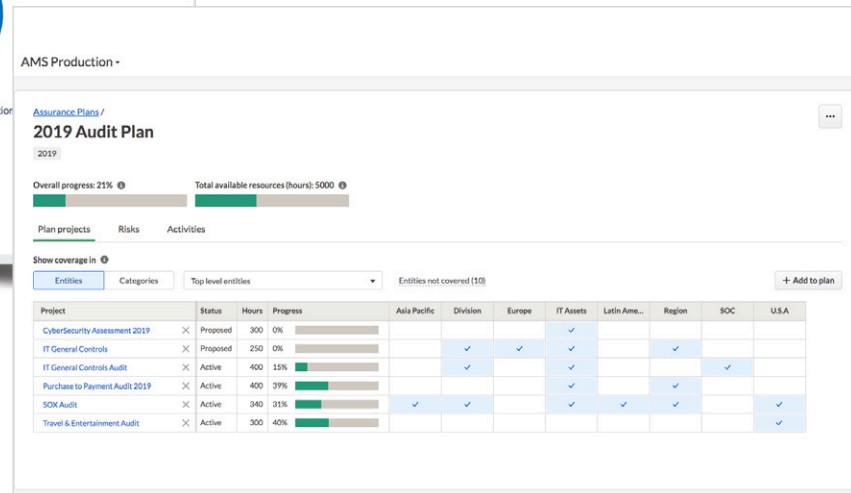 AMS Production
tion
Assurance Plans /
2019 Audit Plan
...
2019
Overall progress: 21% Total available resources (hours): 5000
Plan projects Risks Activities
Show coverage in
Entities Categories Top level entities Entities not covered (10) + Add to plan
Project Status Hours Progress Asia Pacific Division Europe IT Assets Latin Ame... Region SOC U.S.A
CyberSecurity Assessment 2019 Proposed 300 0%
IT General Controls Proposed 250 0%
IT General Controls Audit Active 400 15%
Purchase to Payment Audit 2019 Active 400 39%
SOX Audit Active 340 31%
Travel & Entertainment Audit Active 300 40%